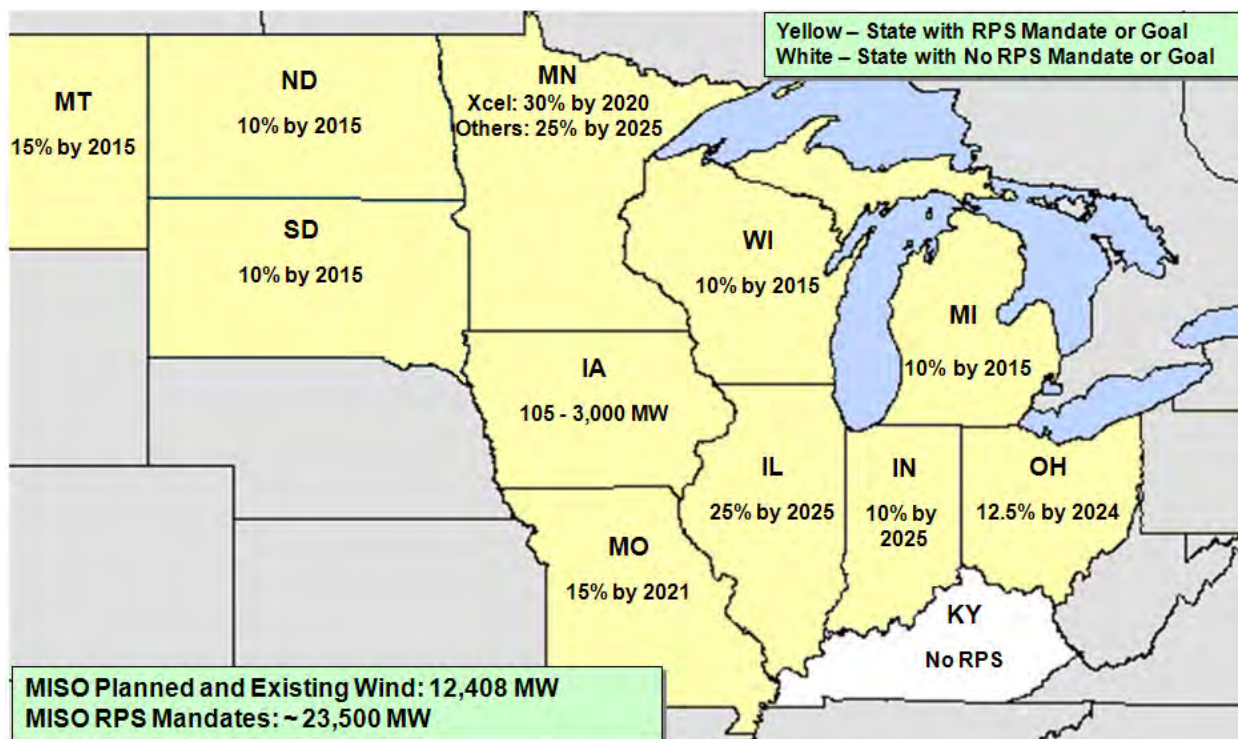 Yellow – State with RPS Mandate or Goal
White – State with No RPS Mandate or Goal
MT
15% by 2015
ND
10% by 2015
MN
Xcel: 30% by 2020
Others: 25% by 2025
SD
10% by 2015
WI
10% by 2015
MI
10% by 2015
IA
105 - 3,000 MW
IL
25% by 2025
IN
10% by
2025
OH
12.5% by 2024
MO
15% by 2021
KY
No RPS
MISO Planned and Existing Wind: 12,408 MW
MISO RPS Mandates: ~ 23,500 MW